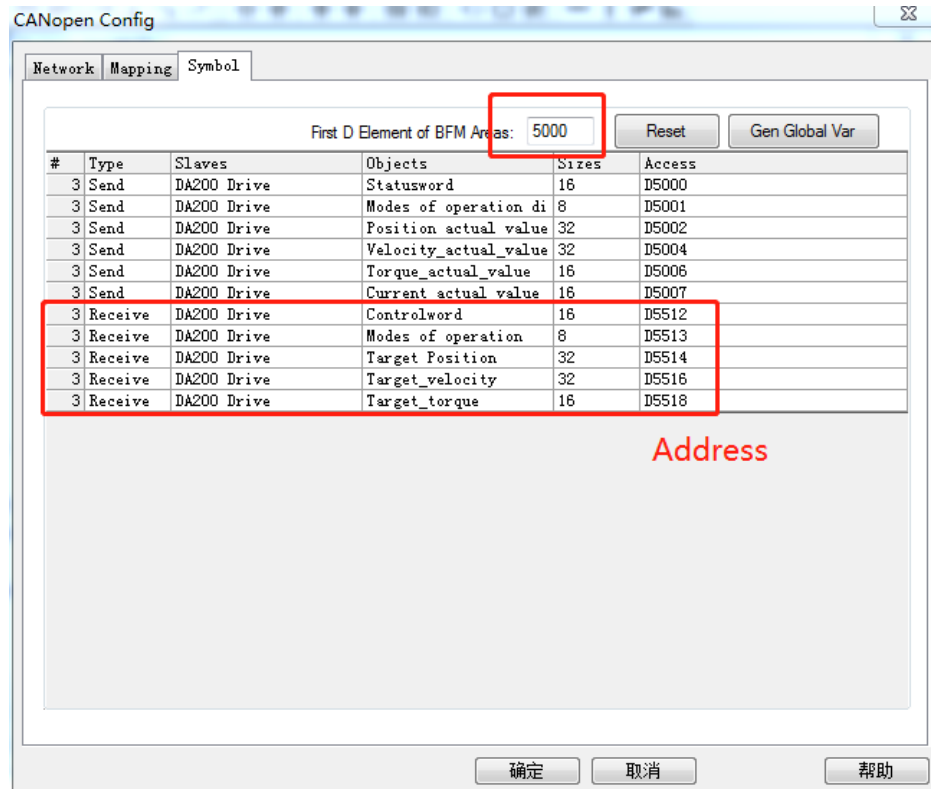 CANopen Config
Network Mapping Symbol
First D Element of BFM Areas: 5000 Reset Gen Global Var
# Type Slaves Objects Sizes Access
3 Send DA200 Drive Statusword 16 D5000
3 Send DA200 Drive Modes of operation di 8 D5001
3 Send DA200 Drive Position actual value 32 D5002
3 Send DA200 Drive Velocity_actual_value 32 D5004
3 Send DA200 Drive Torque_actual_value 16 D5006
3 Send DA200 Drive Current actual value 16 D5007
3 Receive DA200 Drive Controlword 16 D5512
3 Receive DA200 Drive Modes of operation 8 D5513
3 Receive DA200 Drive Target Position 32 D5514
3 Receive DA200 Drive Target_velocity 32 D5516
3 Receive DA200 Drive Target_torque 16 D5518
Address
确定 取消 帮助